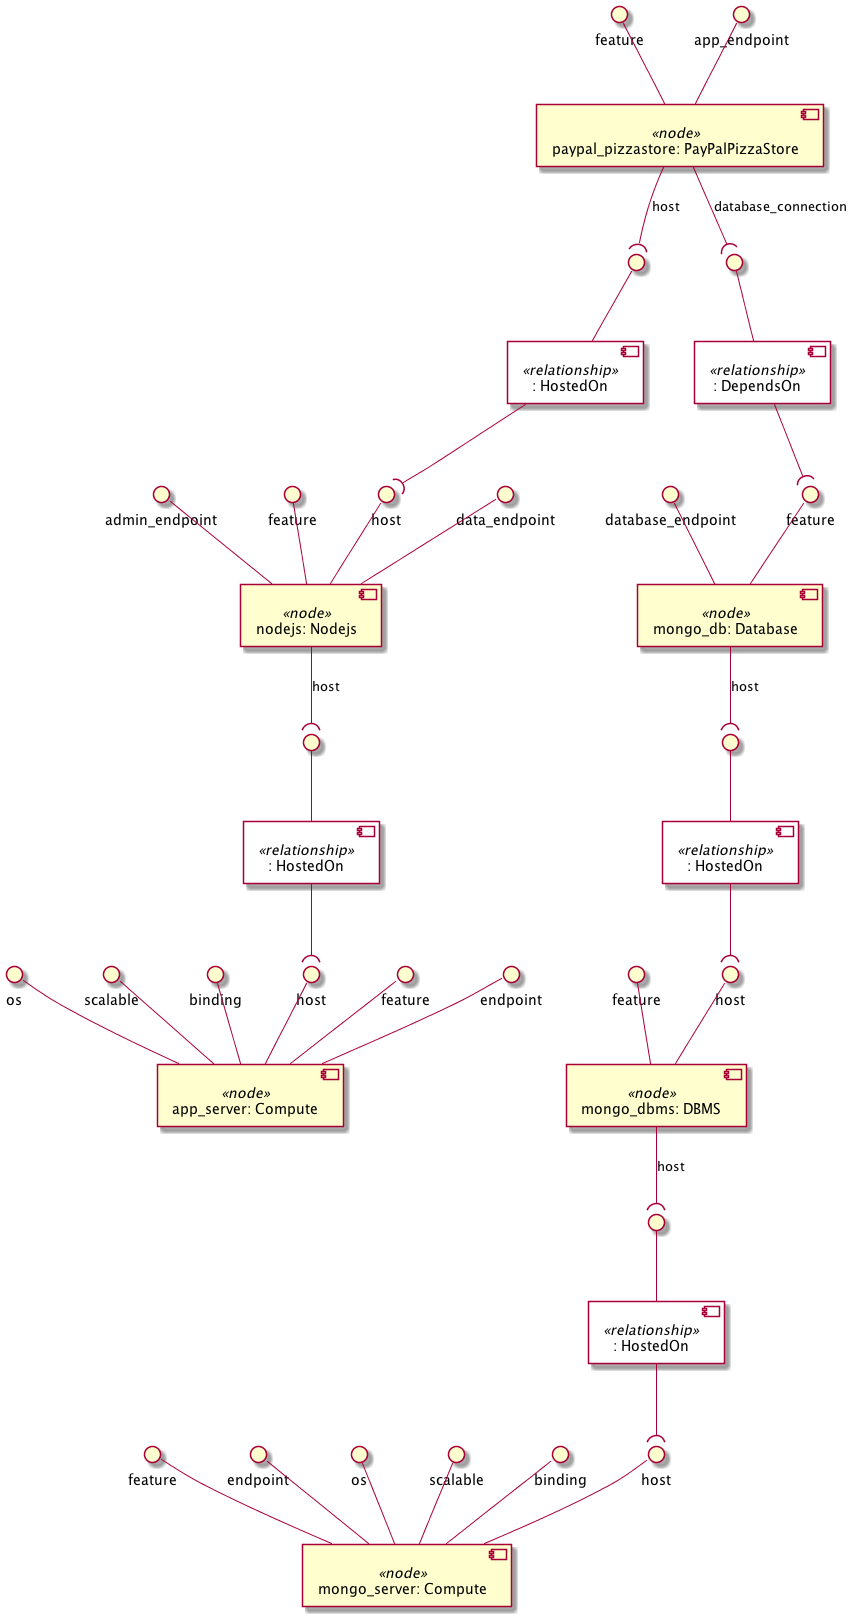 feature
app_endpoint
«node»
paypal_pizzastore: PayPalPizzaStore
host
database_connection
«relationship»
: HostedOn
«relationship»
: DependsOn
admin_endpoint
feature
host
data_endpoint
database_endpoint
feature
«node»
nodejs: Nodejs
«node»
mongo_db: Database
host
host
«relationship»
: HostedOn
«relationship»
: HostedOn
os
scalable
binding
host
feature
endpoint
feature
host
«node»
app_server: Compute
«node»
mongo_dbms: DBMS
host
«relationship»
: HostedOn
feature
endpoint
os
scalable
binding
host
«node»
mongo_server: Compute